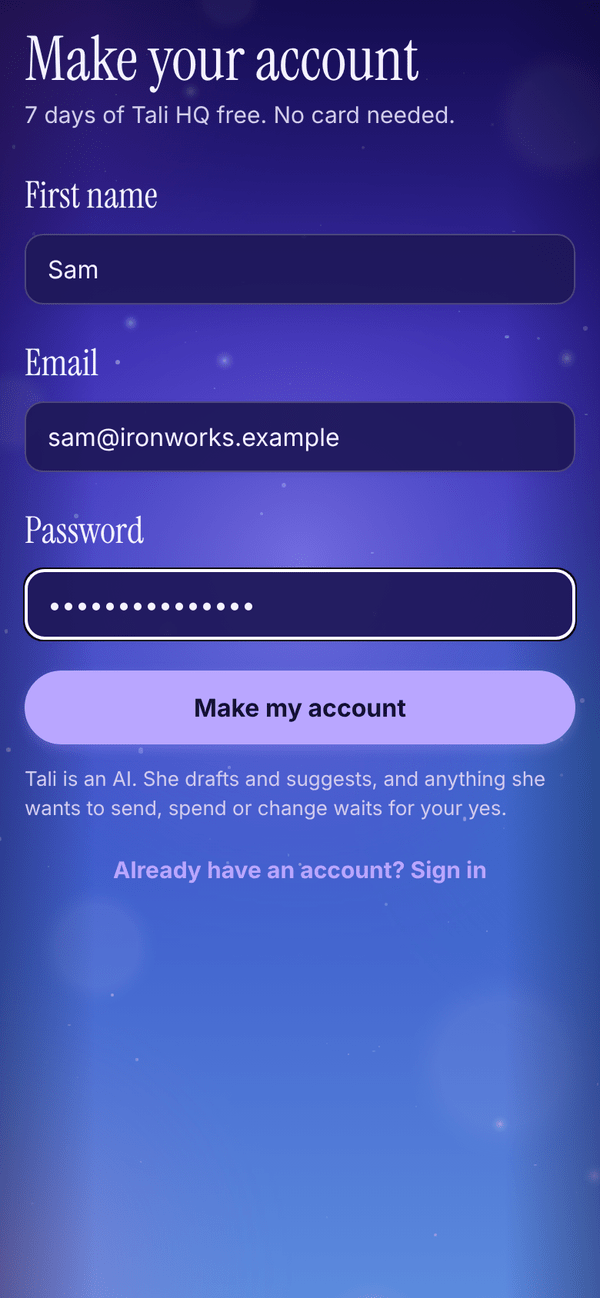 Make your account
7 days of Tali HQ free. No card needed.
First name
Sam
Email
sam@ironworks.example
Password
•••••••••••••••
Make my account
Tali is an AI. She drafts and suggests, and anything she
wants to send, spend or change waits for your yes.
Already have an account? Sign in